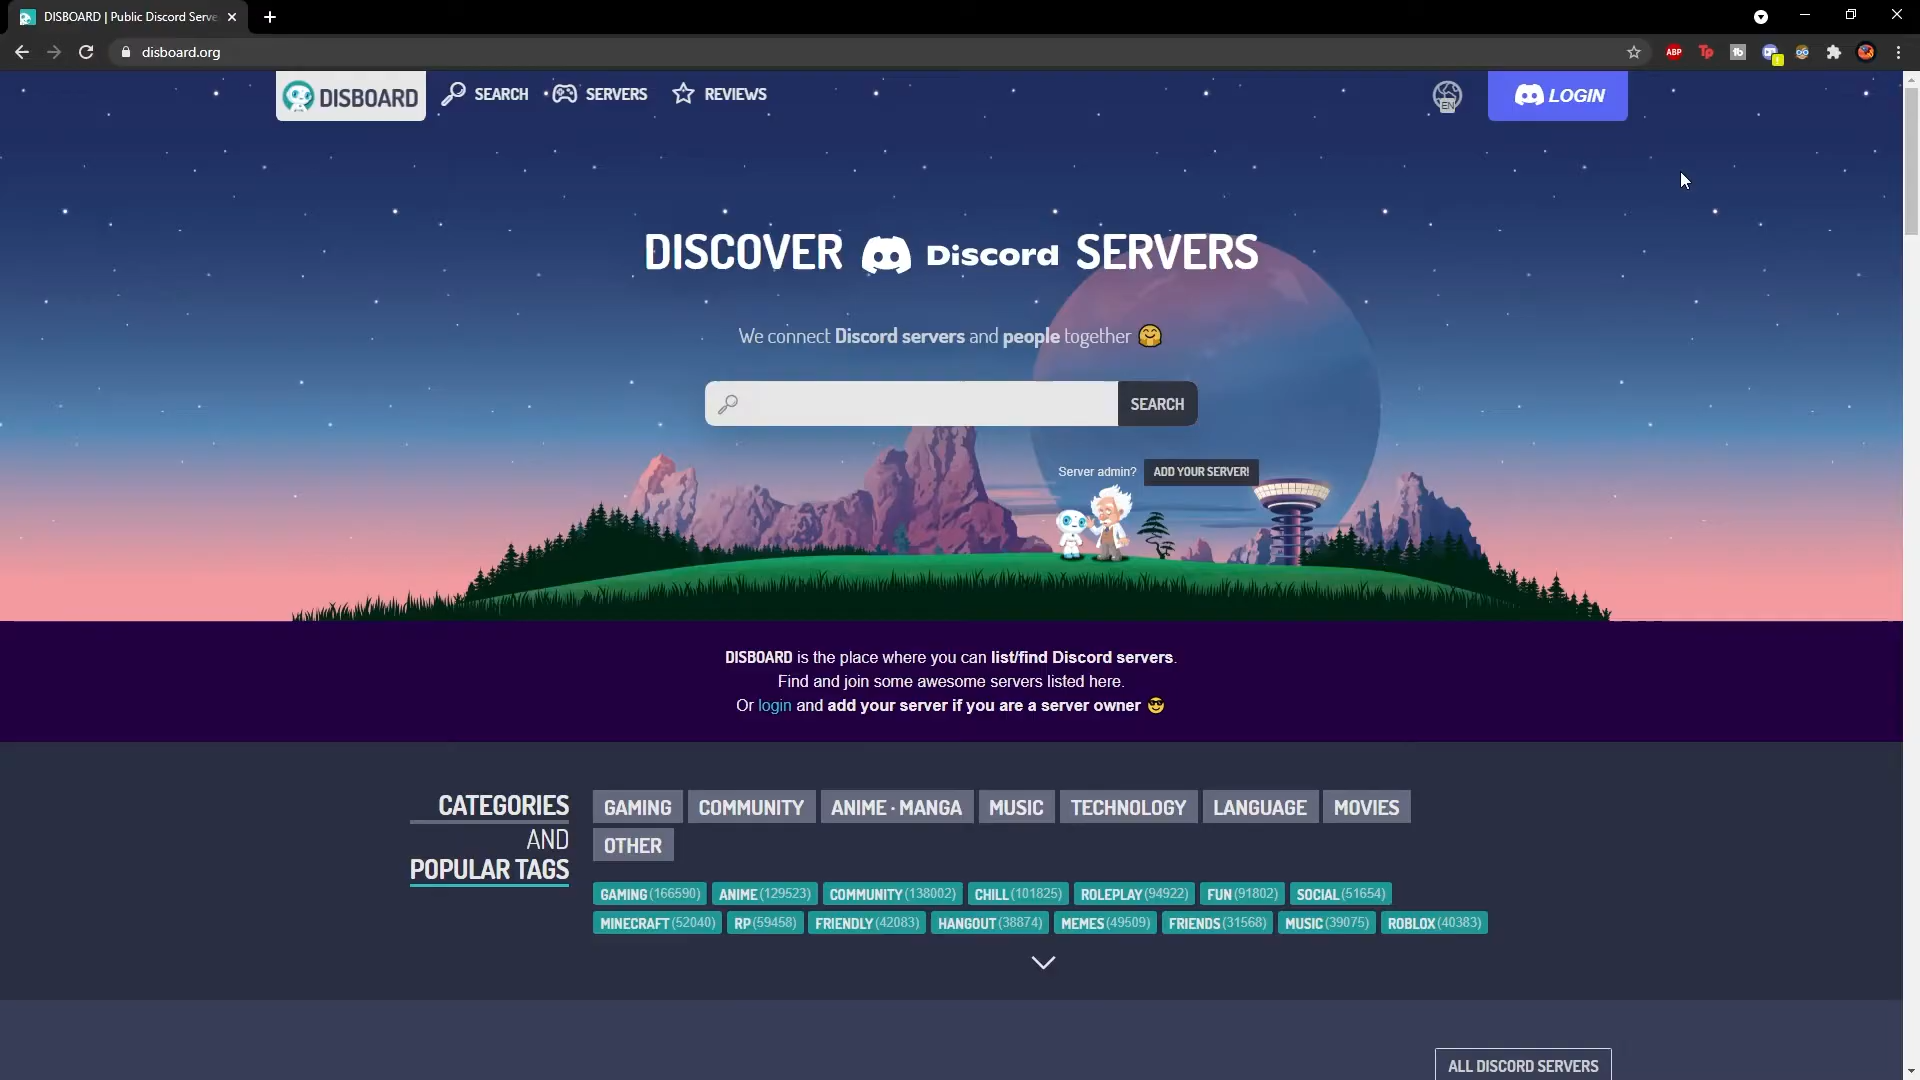 DISBOARD | Public Discord Serve
disboard.org
ABP
Tp
DISBOARD
SEARCH
SERVERS
REVIEWS
EN
LOGIN
DISCOVER Discord SERVERS
We connect Discord servers and people together 🤗
SEARCH
Server admin? ADD YOUR SERVER!
DISBOARD is the place where you can list/find Discord servers.
Find and join some awesome servers listed here.
Or login and add your server if you are a server owner 😎
CATEGORIES
AND
POPULAR TAGS
GAMING COMMUNITY ANIME · MANGA MUSIC TECHNOLOGY LANGUAGE MOVIES
OTHER
GAMING(166590) ANIME(129523) COMMUNITY(138002) CHILL(101825) ROLEPLAY(94922) FUN(91802) SOCIAL(51654)
MINECRAFT(52040) RP(59458) FRIENDLY(42083) HANGOUT(38874) MEMES(49509) FRIENDS(31568) MUSIC(39075) ROBLOX(40383)
ALL DISCORD SERVERS